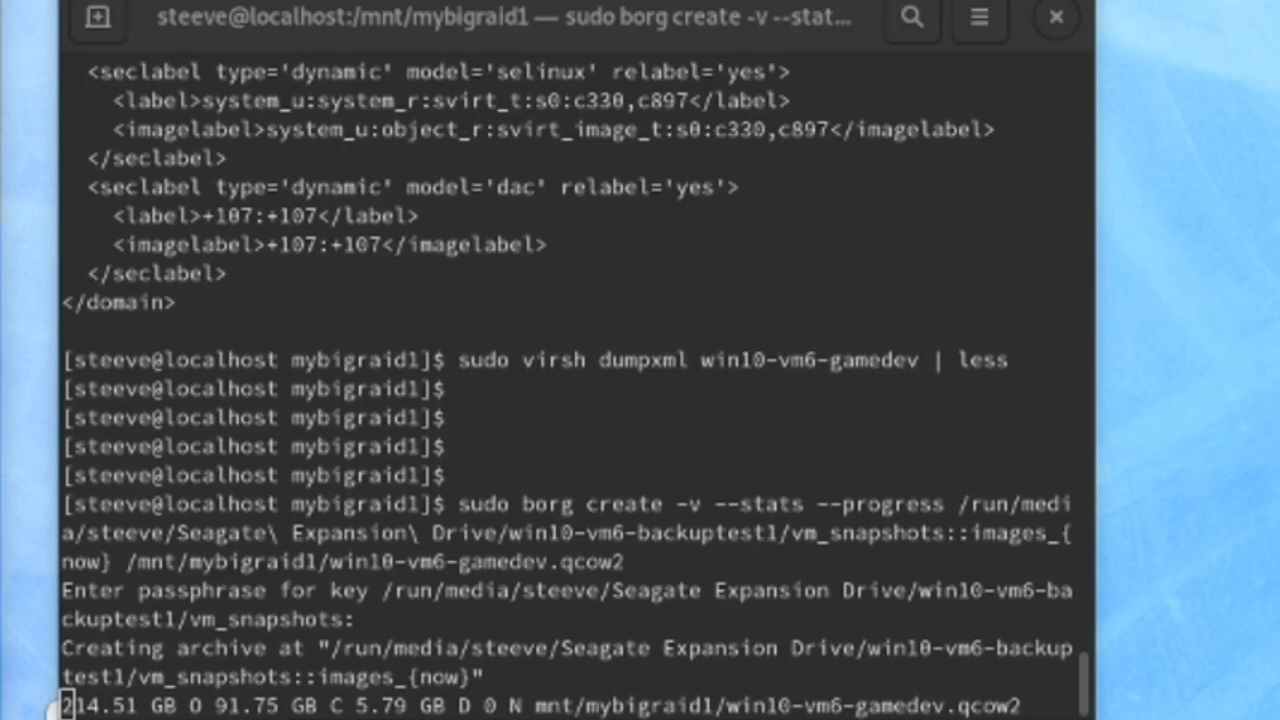 steeve@localhost:/mnt/mybigraid1 — sudo borg create -v --stat...
<seclabel type='dynamic' model='selinux' relabel='yes'>
<label>system_u:system_r:svirt_t:s0:c330,c897</label>
<imagelabel>system_u:object_r:svirt_image_t:s0:c330,c897</imagelabel>
</seclabel>
<seclabel type='dynamic' model='dac' relabel='yes'>
<label>+107:+107</label>
<imagelabel>+107:+107</imagelabel>
</seclabel>
</domain>
[steeve@localhost mybigraid1]$ sudo virsh dumpxml win10-vm6-gamedev | less
[steeve@localhost mybigraid1]$
[steeve@localhost mybigraid1]$
[steeve@localhost mybigraid1]$
[steeve@localhost mybigraid1]$
[steeve@localhost mybigraid1]$ sudo borg create -v --stats --progress /run/medi
a/steeve/Seagate\ Expansion\ Drive/win10-vm6-backuptest1/vm_snapshots::images_{
now} /mnt/mybigraid1/win10-vm6-gamedev.qcow2
Enter passphrase for key /run/media/steeve/Seagate Expansion Drive/win10-vm6-ba
ckuptest1/vm_snapshots:
Creating archive at "/run/media/steeve/Seagate Expansion Drive/win10-vm6-backup
test1/vm_snapshots::images_{now}"
214.51 GB O 91.75 GB C 5.79 GB D 0 N mnt/mybigraid1/win10-vm6-gamedev.qcow2